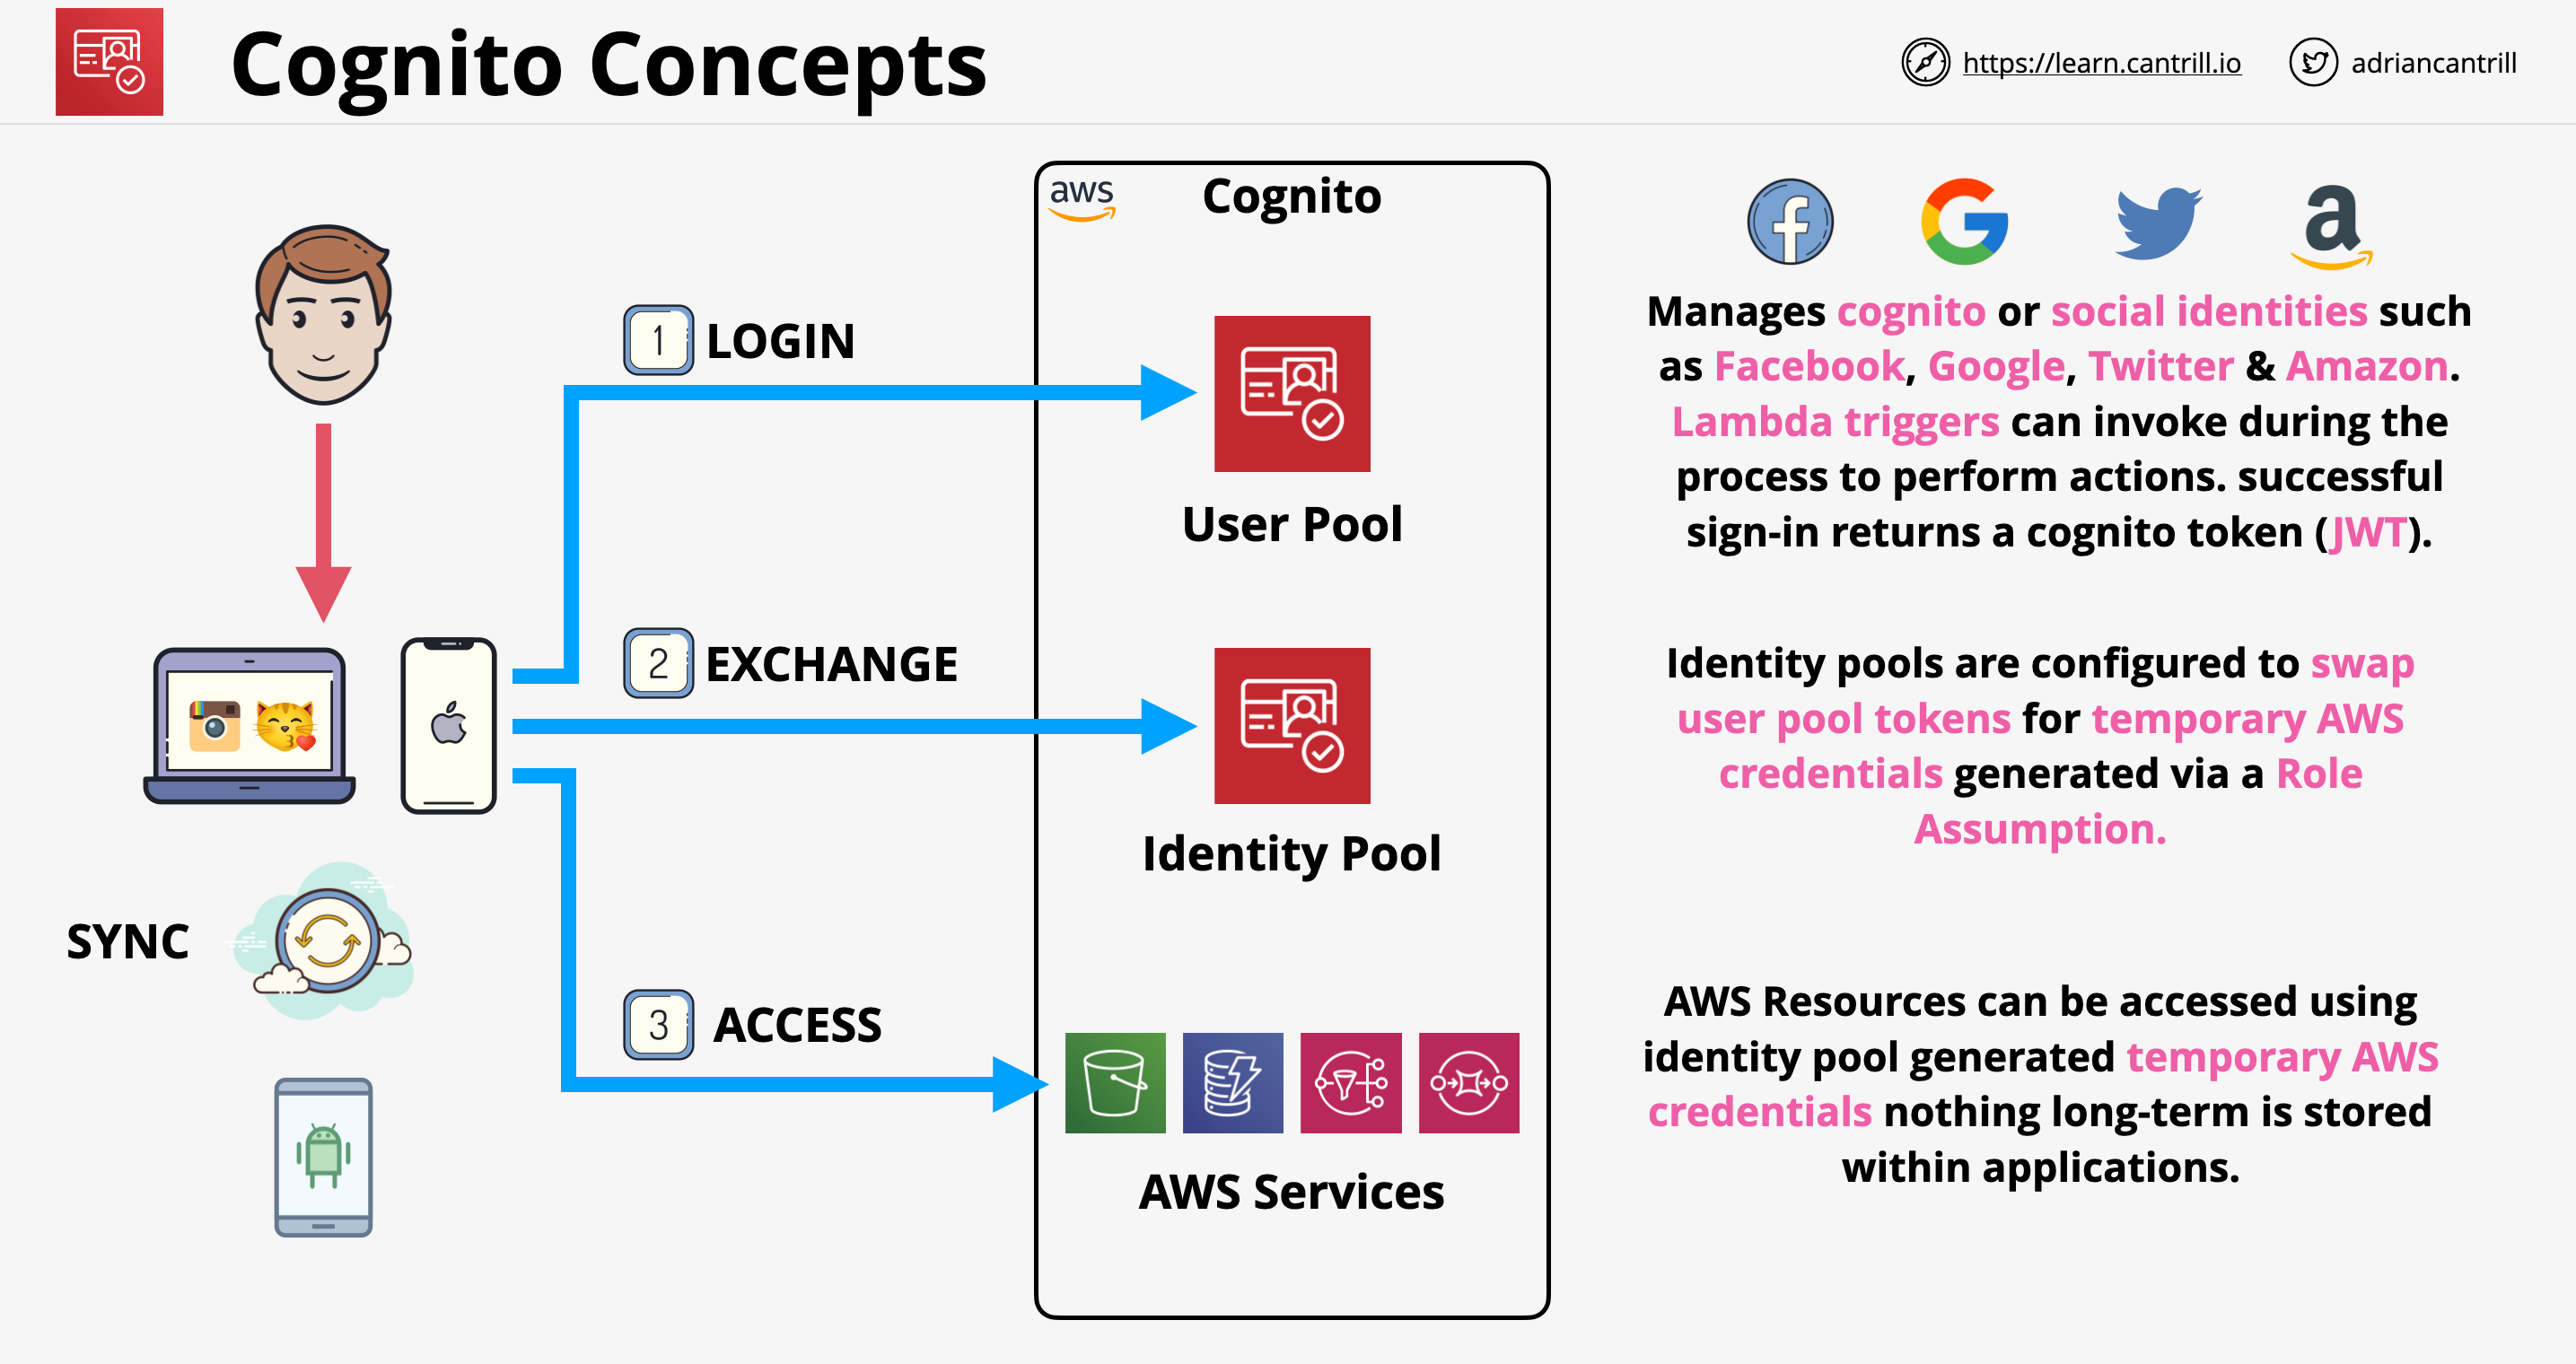 Cognito Concepts
https://learn.cantrill.io
adriancantrill
aws
Cognito
1
LOGIN
User Pool
2
EXCHANGE
Identity Pool
SYNC
3
ACCESS
AWS Services
Manages cognito or social identities such
as Facebook, Google, Twitter & Amazon.
Lambda triggers can invoke during the
process to perform actions. successful
sign-in returns a cognito token (JWT).
Identity pools are configured to swap
user pool tokens for temporary AWS
credentials generated via a Role
Assumption.
AWS Resources can be accessed using
identity pool generated temporary AWS
credentials nothing long-term is stored
within applications.